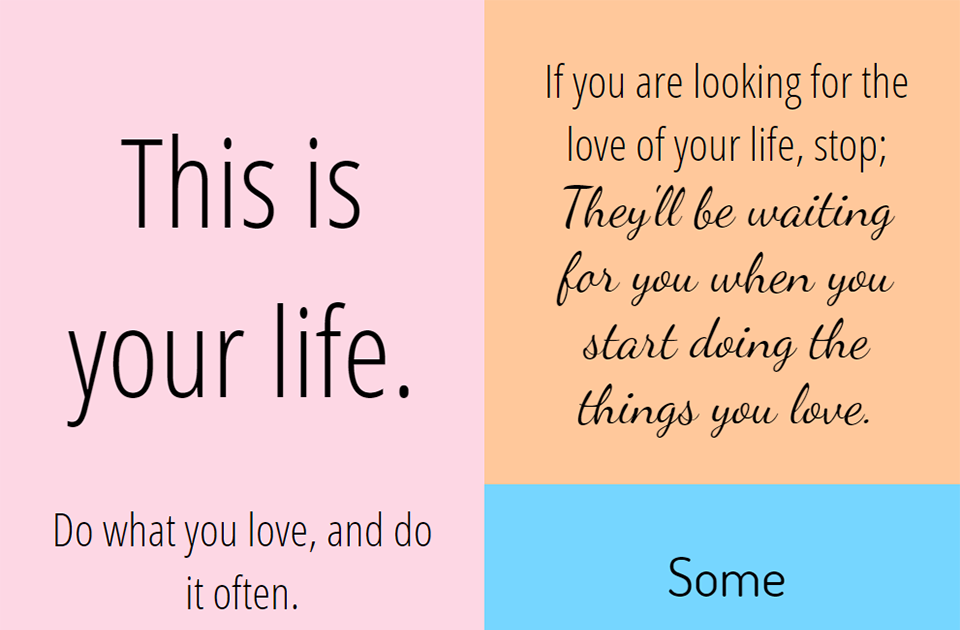 This is
your life.
Do what you love, and do
it often.
If you are looking for the
love of your life, stop;
They'll be waiting
for you when you
start doing the
things you love.
Some